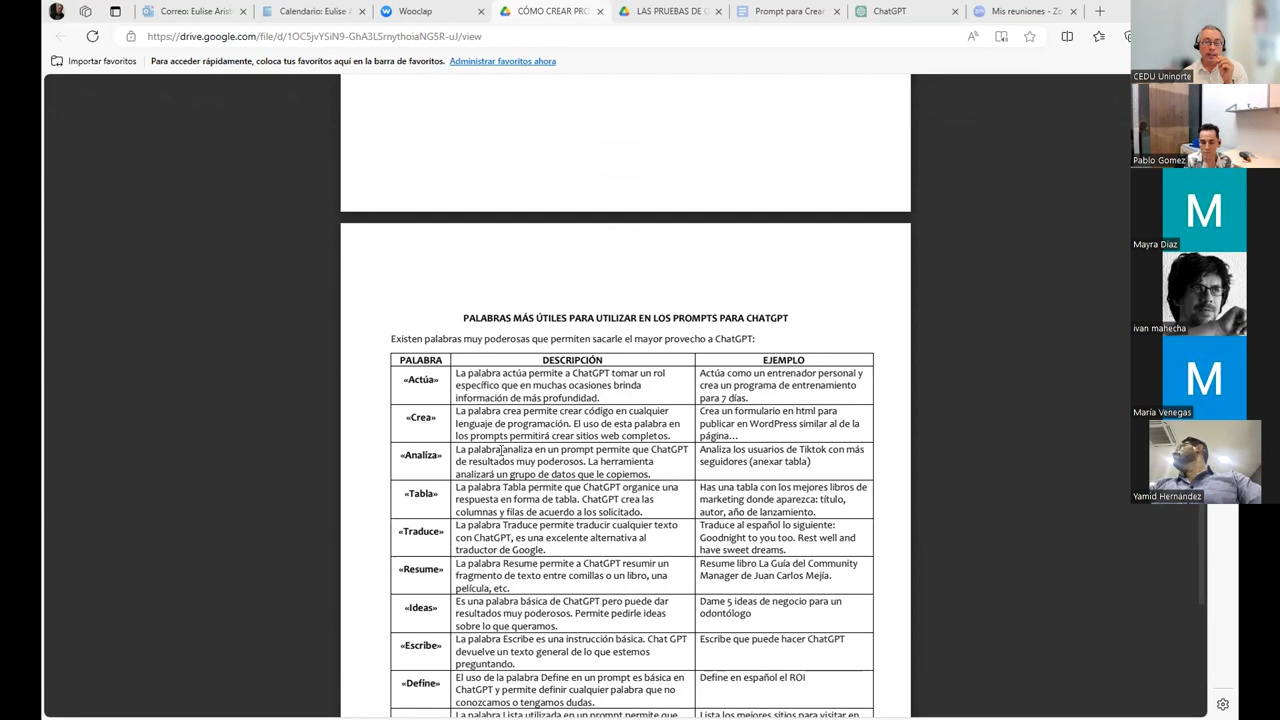 Correo: Eulise Arist
Calendario: Eulise A
Wooclap
CÓMO CREAR PRO
LAS PRUEBAS DE C
Prompt para Crear
ChatGPT
Mis reuniones - Zo
https://drive.google.com/file/d/1OC5jvYSiN9-GhA3LSrnythoiaNG5R-uJ/view
Importar favoritos
Para acceder rápidamente, coloca tus favoritos aquí en la barra de favoritos.
Administrar favoritos ahora
PALABRAS MÁS ÚTILES PARA UTILIZAR EN LOS PROMPTS PARA CHATGPT
Existen palabras muy poderosas que permiten sacarle el mayor provecho a ChatGPT:
PALABRA DESCRIPCIÓN EJEMPLO
«Actúa»
La palabra actúa permite a ChatGPT tomar un rol
específico que en muchas ocasiones brinda
información de más profundidad.
Actúa como un entrenador personal y
crea un programa de entrenamiento
para 7 días.
«Crea»
La palabra crea permite crear código en cualquier
lenguaje de programación. El uso de esta palabra en
los prompts permitirá crear sitios web completos.
Crea un formulario en html para
publicar en WordPress similar al de la
página…
«Analiza»
La palabra analiza en un prompt permite que ChatGPT
de resultados muy poderosos. La herramienta
analizará un grupo de datos que le copiemos.
Analiza los usuarios de Tiktok con más
seguidores (anexar tabla)
«Tabla»
La palabra Tabla permite que ChatGPT organice una
respuesta en forma de tabla. ChatGPT crea las
columnas y filas de acuerdo a los solicitado.
Has una tabla con los mejores libros de
marketing donde aparezca: título,
autor, año de lanzamiento.
«Traduce»
La palabra Traduce permite traducir cualquier texto
con ChatGPT, es una excelente alternativa al
traductor de Google.
Traduce al español lo siguiente:
Goodnight to you too. Rest well and
have sweet dreams.
«Resume»
La palabra Resume permite a ChatGPT resumir un
fragmento de texto entre comillas o un libro, una
película, etc.
Resume libro La Guía del Community
Manager de Juan Carlos Mejía.
«Ideas»
Es una palabra básica de ChatGPT pero puede dar
resultados muy poderosos. Permite pedirle ideas
sobre lo que queramos.
Dame 5 ideas de negocio para un
odontólogo
«Escribe»
La palabra Escribe es una instrucción básica. Chat GPT
devuelve un texto general de lo que estemos
preguntando.
Escribe que puede hacer ChatGPT
«Define»
El uso de la palabra Define en un prompt es básica en
ChatGPT y permite definir cualquier palabra que no
conozcamos o tengamos dudas.
Define en español el ROI
La palabra Lista utilizada en un prompt permite que
Lista los mejores sitios para visitar en
CEDU Uninorte
Pablo Gomez
M
Mayra Diaz
ivan mahecha
M
María Venegas
Yamid Hernández